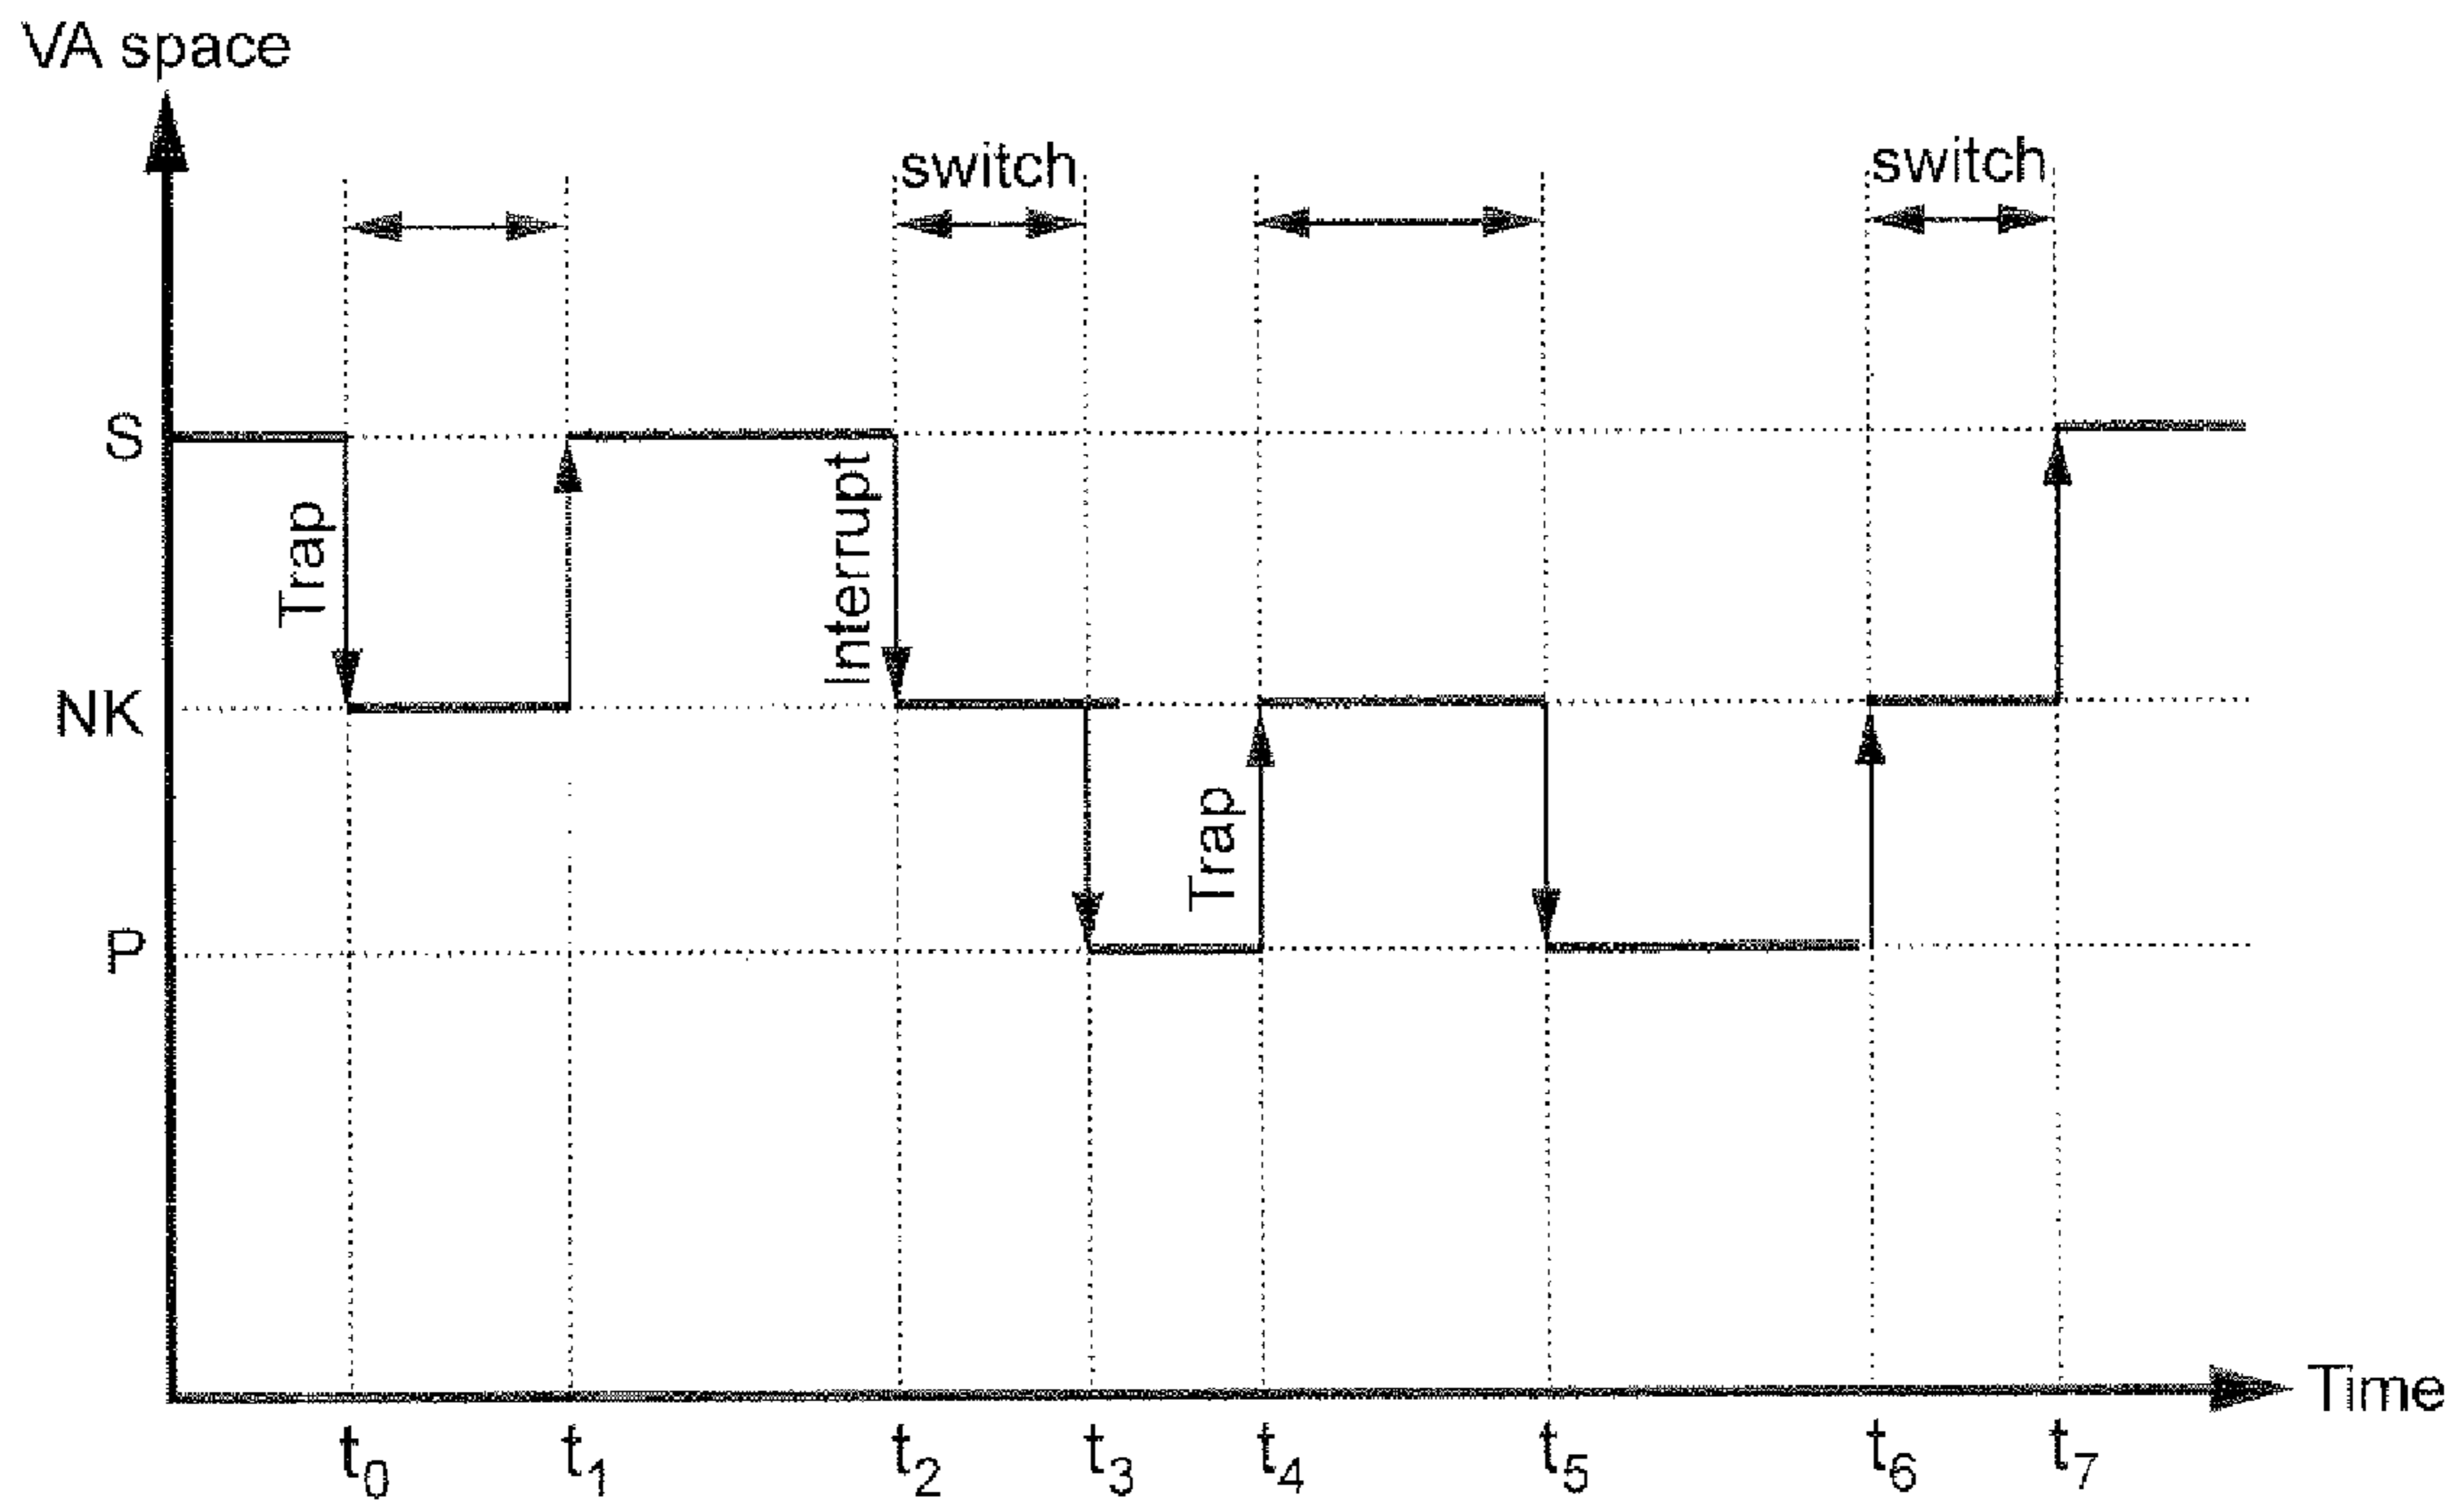 VA space
switch
switch
S
Trap
Interrupt
NK
Trap
P
Time
t0 t1 t2 t3 t4 t5 t6 t7